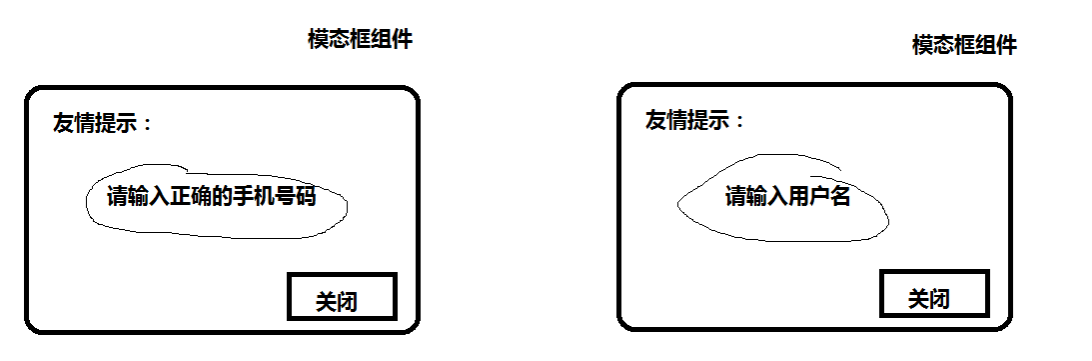 模态框组件
友情提示：
请输入正确的手机号码
关闭
模态框组件
友情提示：
请输入用户名
关闭